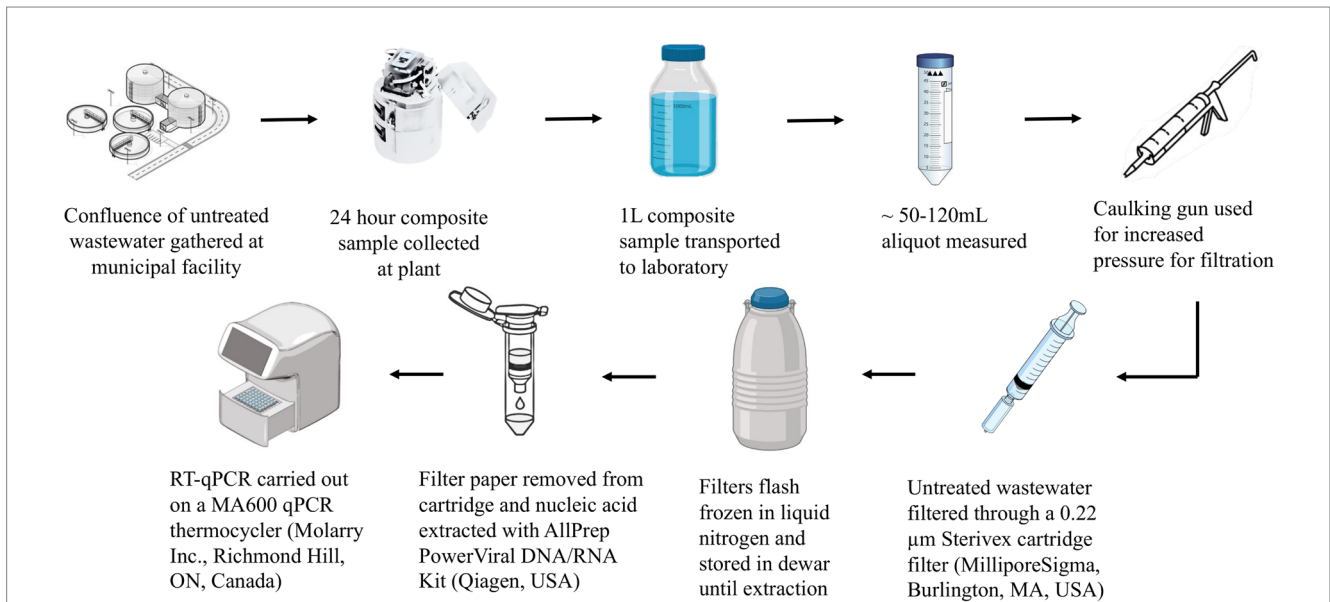 Confluence of untreated
wastewater gathered at
municipal facility
24 hour composite
sample collected
at plant
1L composite
sample transported
to laboratory
~ 50-120mL
aliquot measured
Caulking gun used
for increased
pressure for filtration
RT-qPCR carried out
on a MA600 qPCR
thermocycler (Molarry
Inc., Richmond Hill,
ON, Canada)
Filter paper removed from
cartridge and nucleic acid
extracted with AllPrep
PowerViral DNA/RNA
Kit (Qiagen, USA)
Filters flash
frozen in liquid
nitrogen and
stored in dewar
until extraction
Untreated wastewater
filtered through a 0.22
μm Sterivex cartridge
filter (MilliporeSigma,
Burlington, MA, USA)